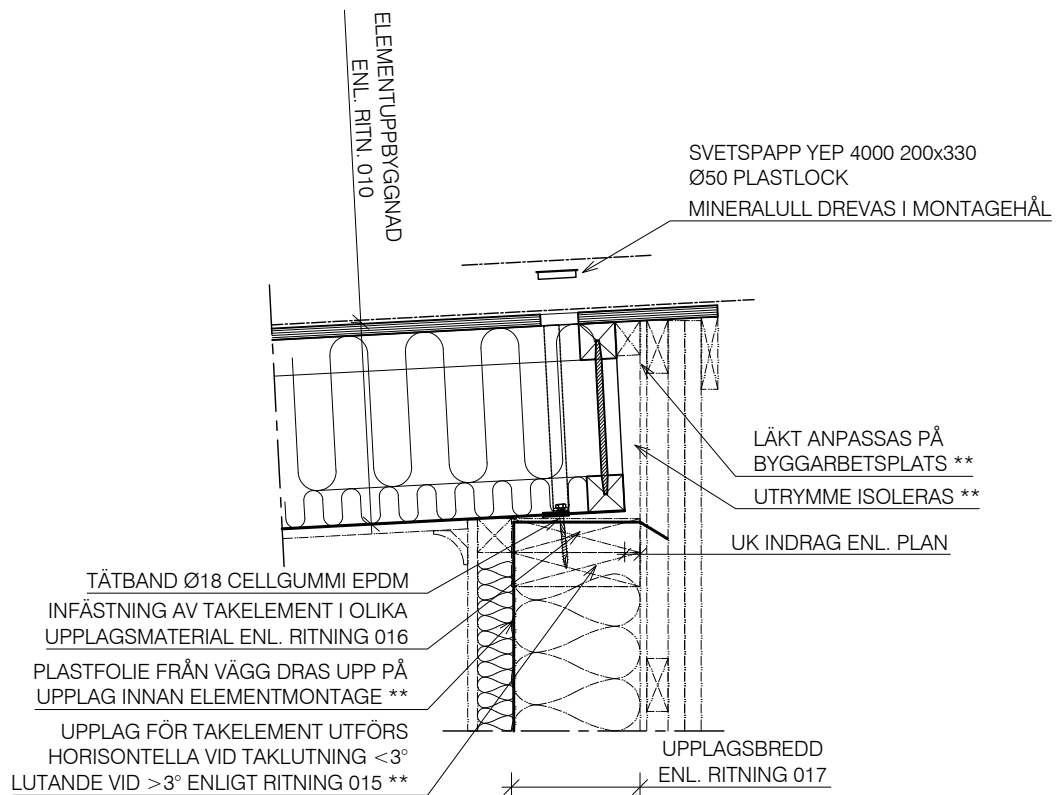 ELEMENTUPPBYGGNAD
ENL. RITN. 010
SVETSPAPP YEP 4000 200x330
Ø50 PLASTLOCK
MINERALULL DREVAS I MONTAGEHÅL
LÄKT ANPASSAS PÅ
BYGGARBETSPLATS **
UTRYMME ISOLERAS **
UK INDRAG ENL. PLAN
TÄTBAND Ø18 CELLGUMMI EPDM
INFÄSTNING AV TAKELEMENT I OLIKA
UPPLAGSMATERIAL ENL. RITNING 016
PLASTFOLIE FRÅN VÄGG DRAS UPP PÅ
UPPLAG INNAN ELEMENTMONTAGE **
UPPLAG FÖR TAKELEMENT UTFÖRS
HORISONTELLA VID TAKLUTNING <3°
LUTANDE VID >3° ENLIGT RITNING 015 **
UPPLAGSBREDD
ENL. RITNING 017